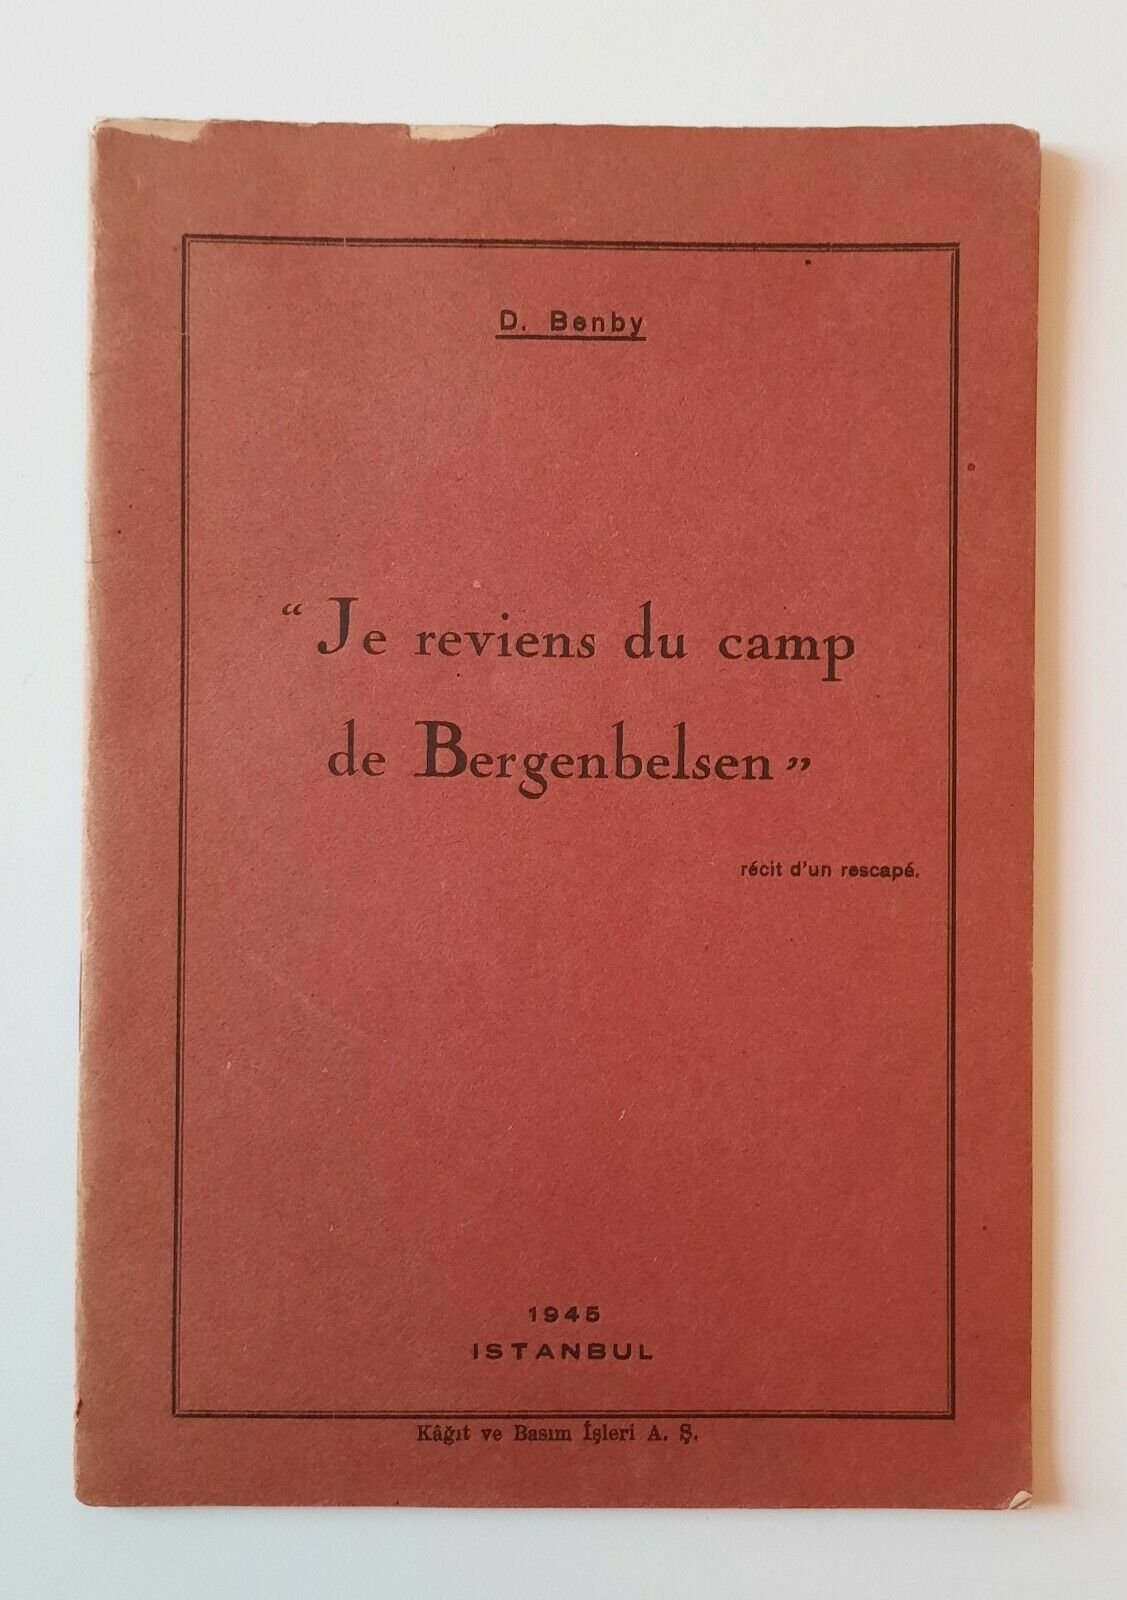 D. Benby
“Je reviens du camp
de Bergenbelsen”
récit d'un rescapé.
1945
ISTANBUL
Kâğıt ve Basım İşleri A. Ş.